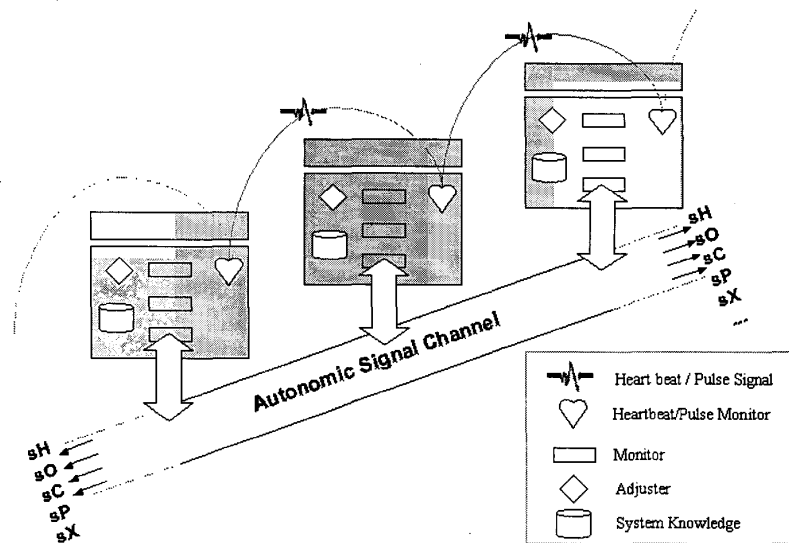 sH
sO
sC
sP
sX
...
Autonomic Signal Channel
sH
sO
sC
sP
sX
Heart beat / Pulse Signal
Heartbeat/Pulse Monitor
Monitor
Adjuster
System Knowledge